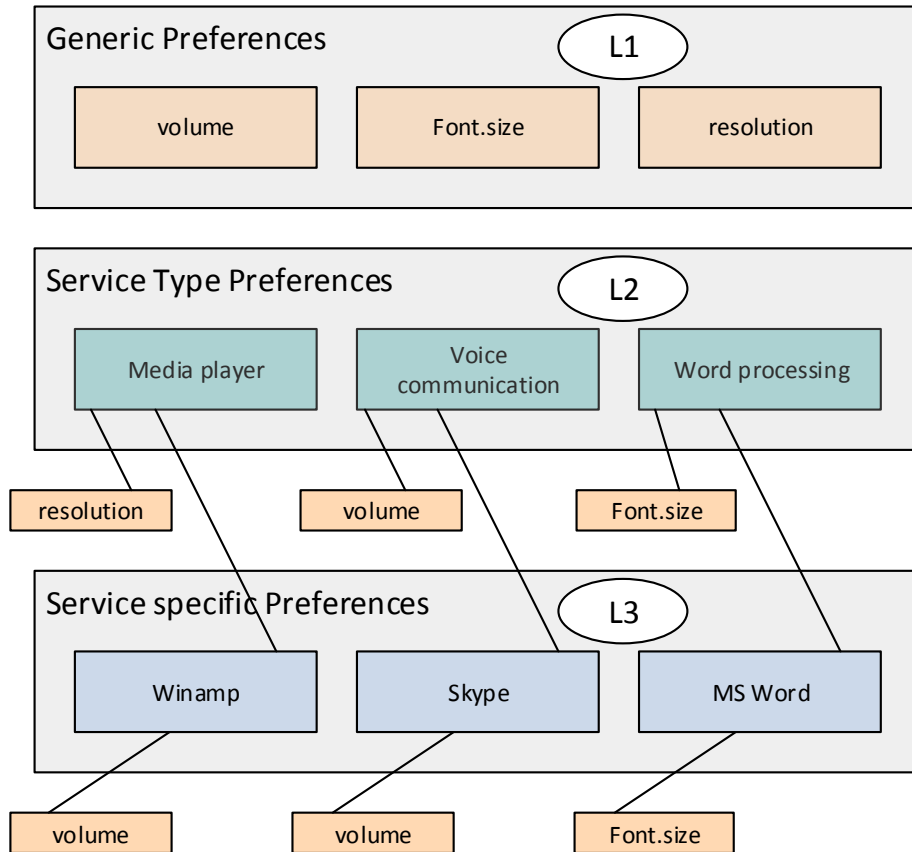 Generic Preferences
L1
volume
Font.size
resolution
Service Type Preferences
L2
Media player
Voice
communication
Word processing
resolution
volume
Font.size
Service specific Preferences
L3
Winamp
Skype
MS Word
volume
volume
Font.size